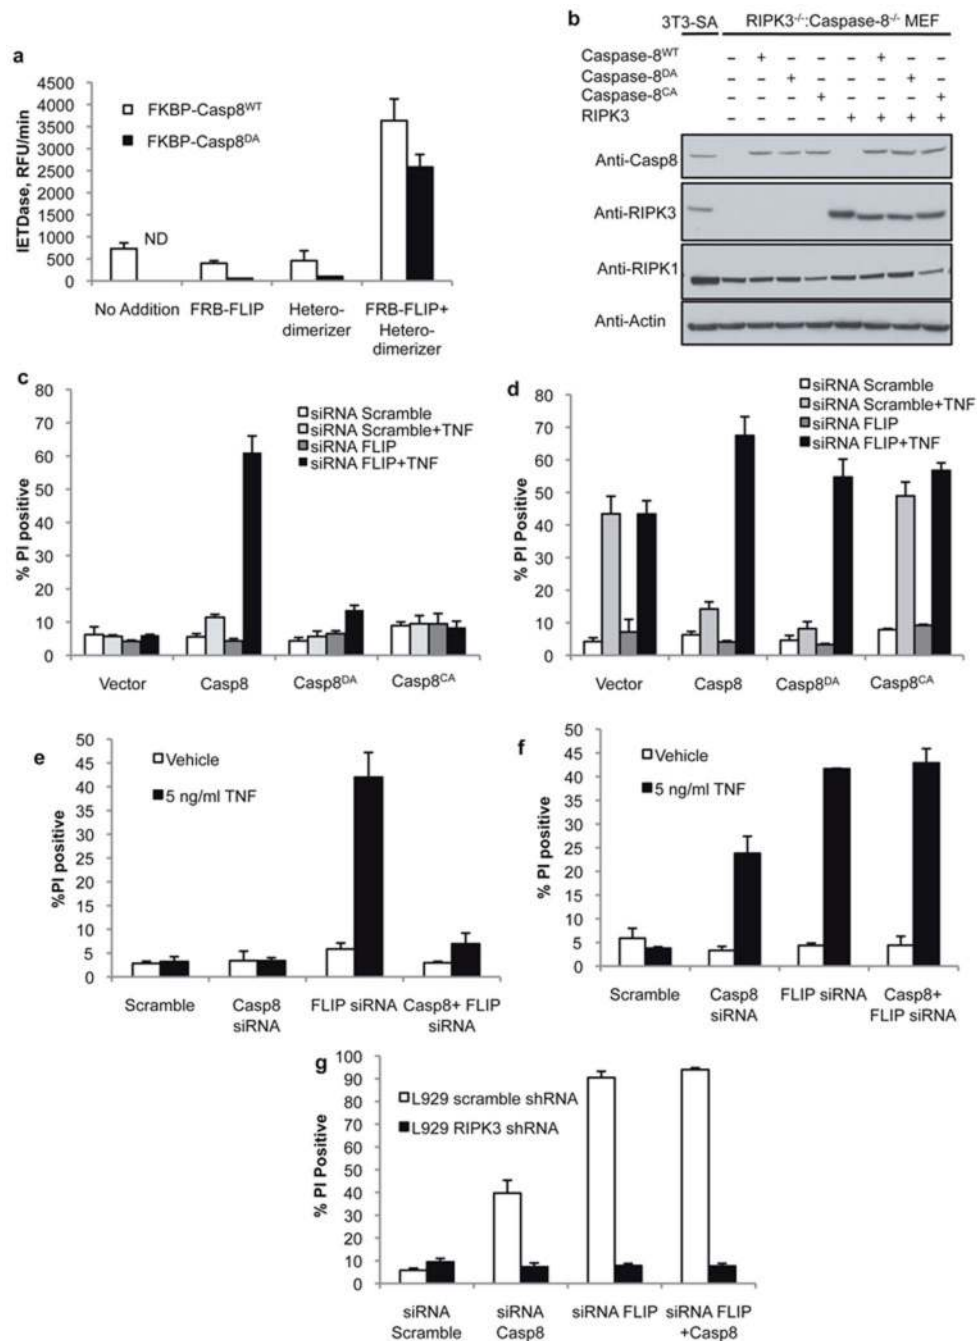 a
4500
4000
3500
3000
2500
2000
1500
1000
500
0
IETDase, RFU/min
FKBP-Casp8WT
FKBP-Casp8DA
ND
No Addition
FRB-FLIP
Hetero-
dimerizer
FRB-FLIP+
Hetero-
dimerizer
b
3T3-SA RIPK3-/-:Caspase-8-/- MEF
Caspase-8WT - - + - - - + - -
Caspase-8DA - - - + - - - + -
Caspase-8CA - - - - + - - - +
RIPK3 - - - - - + + + +
Anti-Casp8
Anti-RIPK3
Anti-RIPK1
Anti-Actin
c
80
70
60
50
40
30
20
10
0
% PI positive
siRNA Scramble
siRNA Scramble+TNF
siRNA FLIP
siRNA FLIP+TNF
Vector Casp8 Casp8DA Casp8CA
d
80
70
60
50
40
30
20
10
0
% PI Positive
siRNA Scramble
siRNA Scramble+TNF
siRNA FLIP
siRNA FLIP+TNF
Vector Casp8 Casp8DA Casp8CA
e
50
45
40
35
30
25
20
15
10
5
0
%PI positive
Vehicle
5 ng/ml TNF
Scramble
Casp8
siRNA
FLIP siRNA
Casp8+ FLIP
siRNA
f
50
45
40
35
30
25
20
15
10
5
0
% PI positive
Vehicle
5 ng/ml TNF
Scramble
Casp8
siRNA
FLIP siRNA
Casp8+
FLIP siRNA
g
100
90
80
70
60
50
40
30
20
10
0
% PI Positive
L929 scramble shRNA
L929 RIPK3 shRNA
siRNA
Scramble
siRNA
Casp8
siRNA FLIP
siRNA FLIP
+Casp8